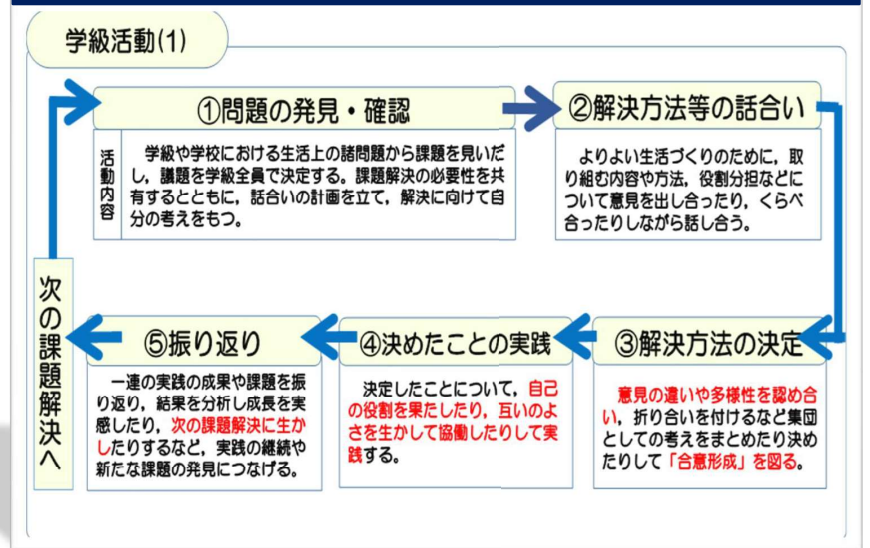 学級活動(1)
①問題の発見・確認
活動内容
学級や学校における生活上の諸問題から課題を見いだ
し，議題を学級全員で決定する。課題解決の必要性を共
有するとともに，話合いの計画を立て，解決に向けて自
分の考えをもつ。
②解決方法等の話合い
よりよい生活づくりのために，取
り組む内容や方法，役割分担などに
ついて意見を出し合ったり，くらべ
合ったりしながら話し合う。
③解決方法の決定
意見の違いや多様性を認め合
い，折り合いを付けるなど集団
としての考えをまとめたり決め
たりして「合意形成」を図る。
④決めたことの実践
決定したことについて，自己
の役割を果たしたり，互いのよ
さを生かして協働したりして実
践する。
⑤振り返り
一連の実践の成果や課題を振
り返り，結果を分析し成長を実
感したり，次の課題解決に生か
したりするなど，実践の継続や
新たな課題の発見につなげる。
次の課題解決へ